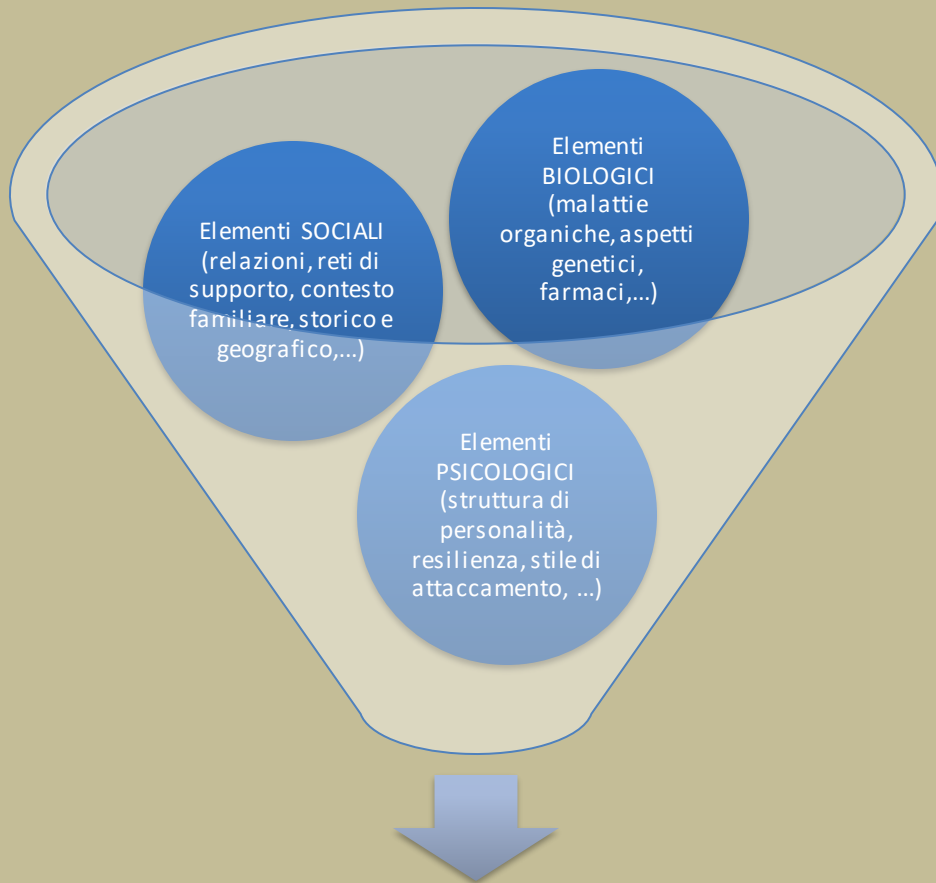 Elementi
BIOLOGICI
(malattie
organiche, aspetti
genetici,
farmaci,...)
Elementi SOCIALI
(relazioni, reti di
supporto, contesto
familiare, storico e
geografico,...)
Elementi
PSICOLOGICI
(struttura di
personalità,
resilienza, stile di
attaccamento, ...)